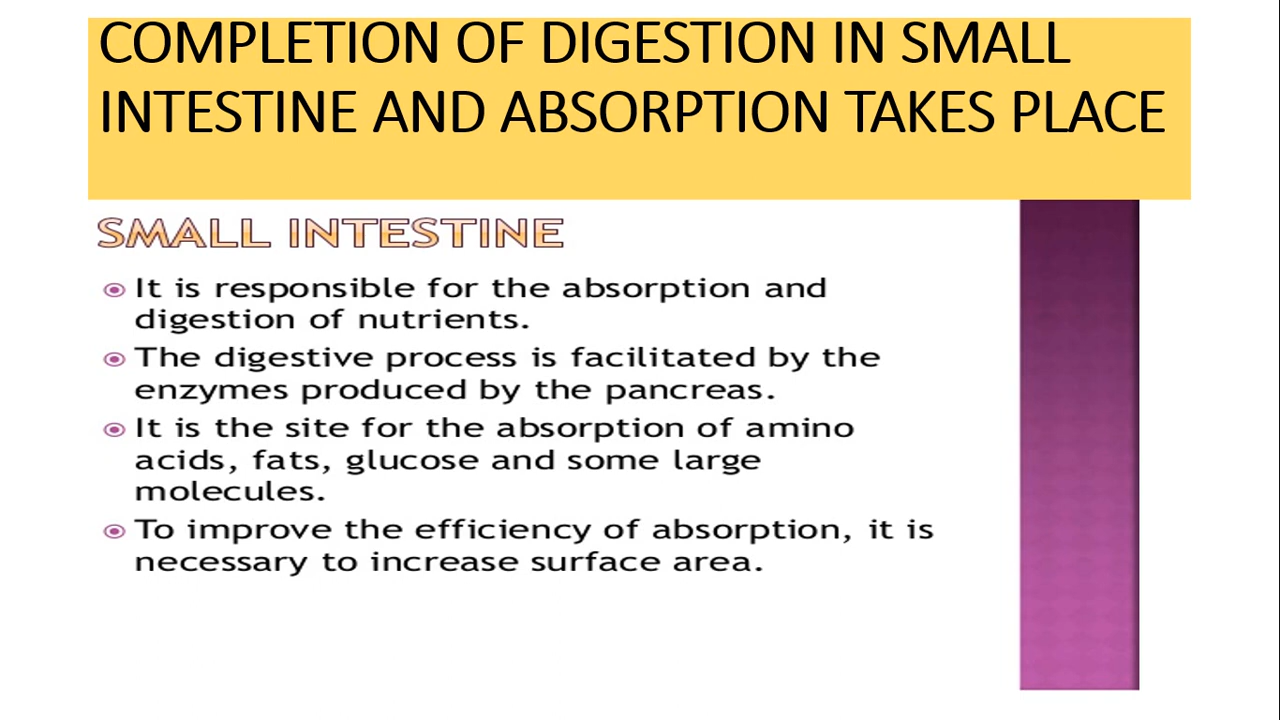 COMPLETION OF DIGESTION IN SMALL
INTESTINE AND ABSORPTION TAKES PLACE
SMALL INTESTINE
It is responsible for the absorption and
digestion of nutrients.
The digestive process is facilitated by the
enzymes produced by the pancreas.
It is the site for the absorption of amino
acids, fats, glucose and some large
molecules.
To improve the efficiency of absorption, it is
necessary to increase surface area.